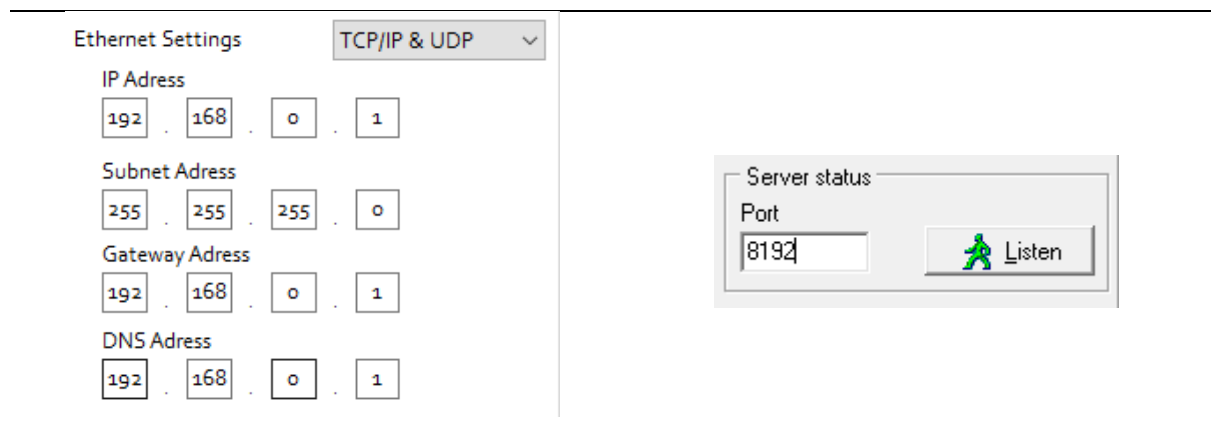 Ethernet Settings TCP/IP & UDP
IP Adress
192 . 168 . 0 . 1
Subnet Adress
255 . 255 . 255 . 0
Gateway Adress
192 . 168 . 0 . 1
DNS Adress
192 . 168 . 0 . 1
Server status
Port
8192 Listen